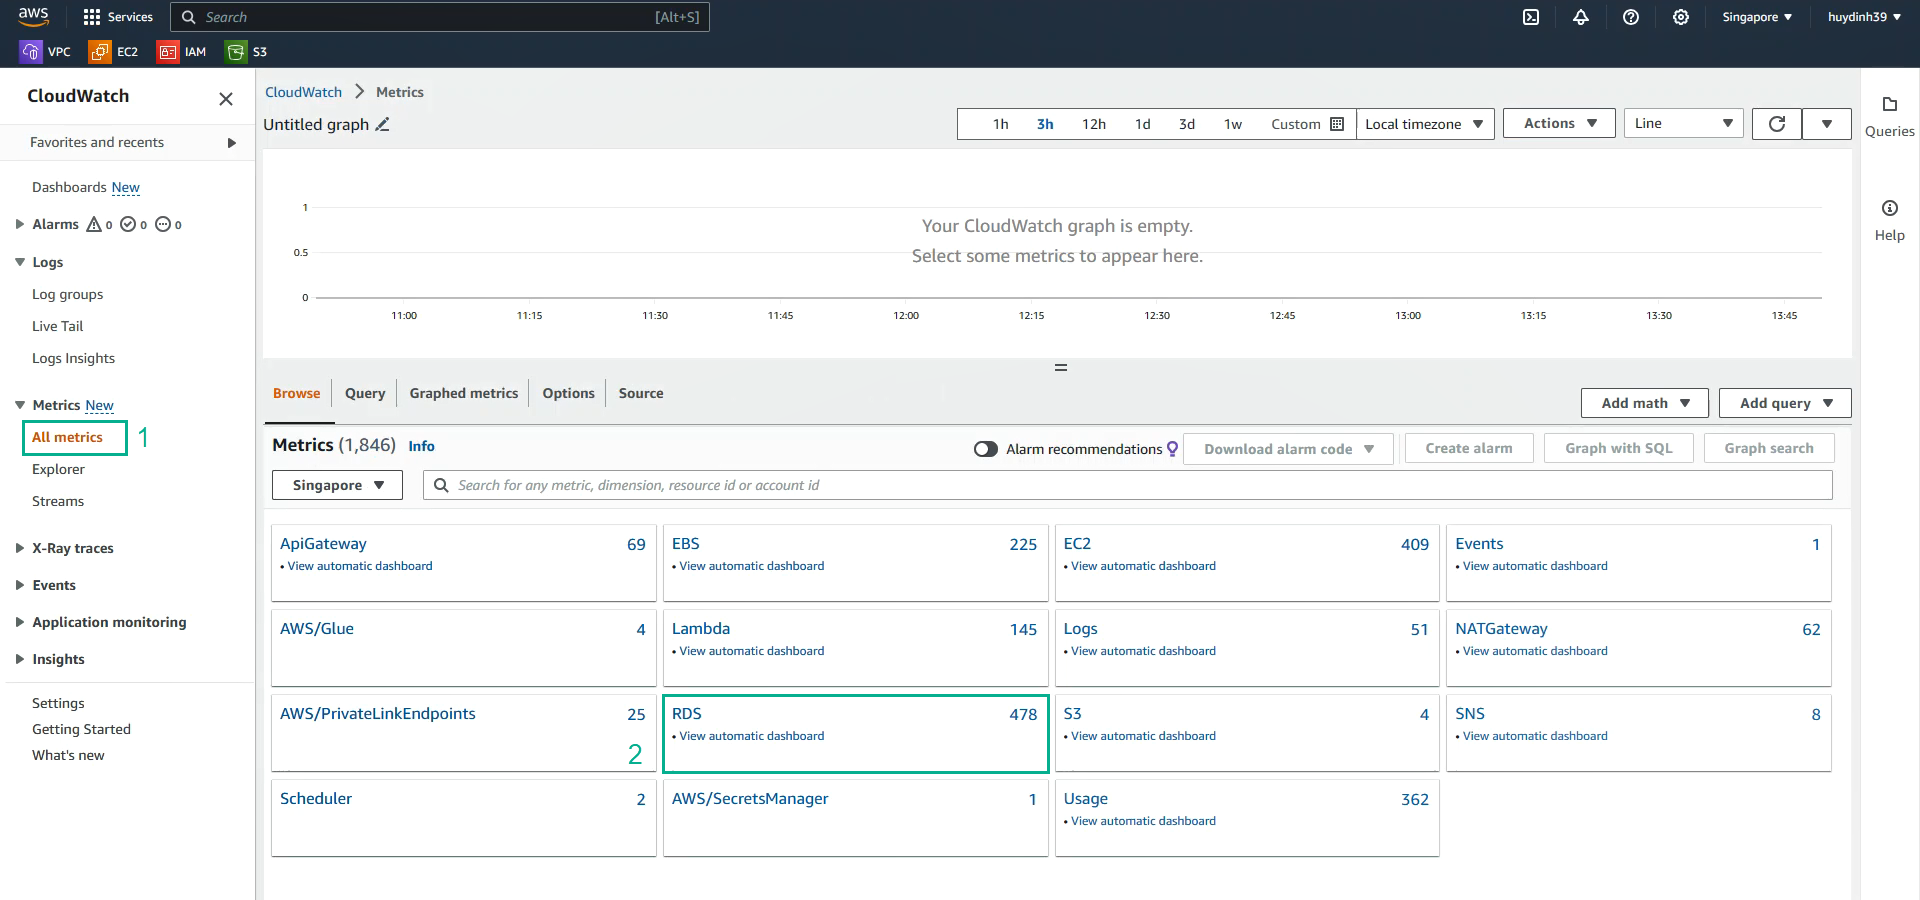 aws
Services
Search
[Alt+S]
Singapore
huydinh39
VPC
EC2
IAM
S3
CloudWatch
Favorites and recents
Dashboards New
Alarms 0 0 0
Logs
Log groups
Live Tail
Logs Insights
Metrics New
All metrics
1
Explorer
Streams
X-Ray traces
Events
Application monitoring
Insights
Settings
Getting Started
What's new
CloudWatch > Metrics
Untitled graph
1h 3h 12h 1d 3d 1w Custom
Local timezone
Actions
Line
1
0.5
0
Your CloudWatch graph is empty.
Select some metrics to appear here.
11:00 11:15 11:30 11:45 12:00 12:15 12:30 12:45 13:00 13:15 13:30 13:45
Browse
Query
Graphed metrics
Options
Source
Add math
Add query
Metrics (1,846) Info
Alarm recommendations
Download alarm code
Create alarm
Graph with SQL
Graph search
Singapore
Search for any metric, dimension, resource id or account id
ApiGateway 69
• View automatic dashboard
EBS 225
• View automatic dashboard
EC2 409
• View automatic dashboard
Events 1
• View automatic dashboard
AWS/Glue 4
Lambda 145
• View automatic dashboard
Logs 51
• View automatic dashboard
NATGateway 62
• View automatic dashboard
AWS/PrivateLinkEndpoints 25
2
RDS 478
• View automatic dashboard
S3 4
• View automatic dashboard
SNS 8
• View automatic dashboard
Scheduler 2
AWS/SecretsManager 1
Usage 362
• View automatic dashboard
Queries
Help